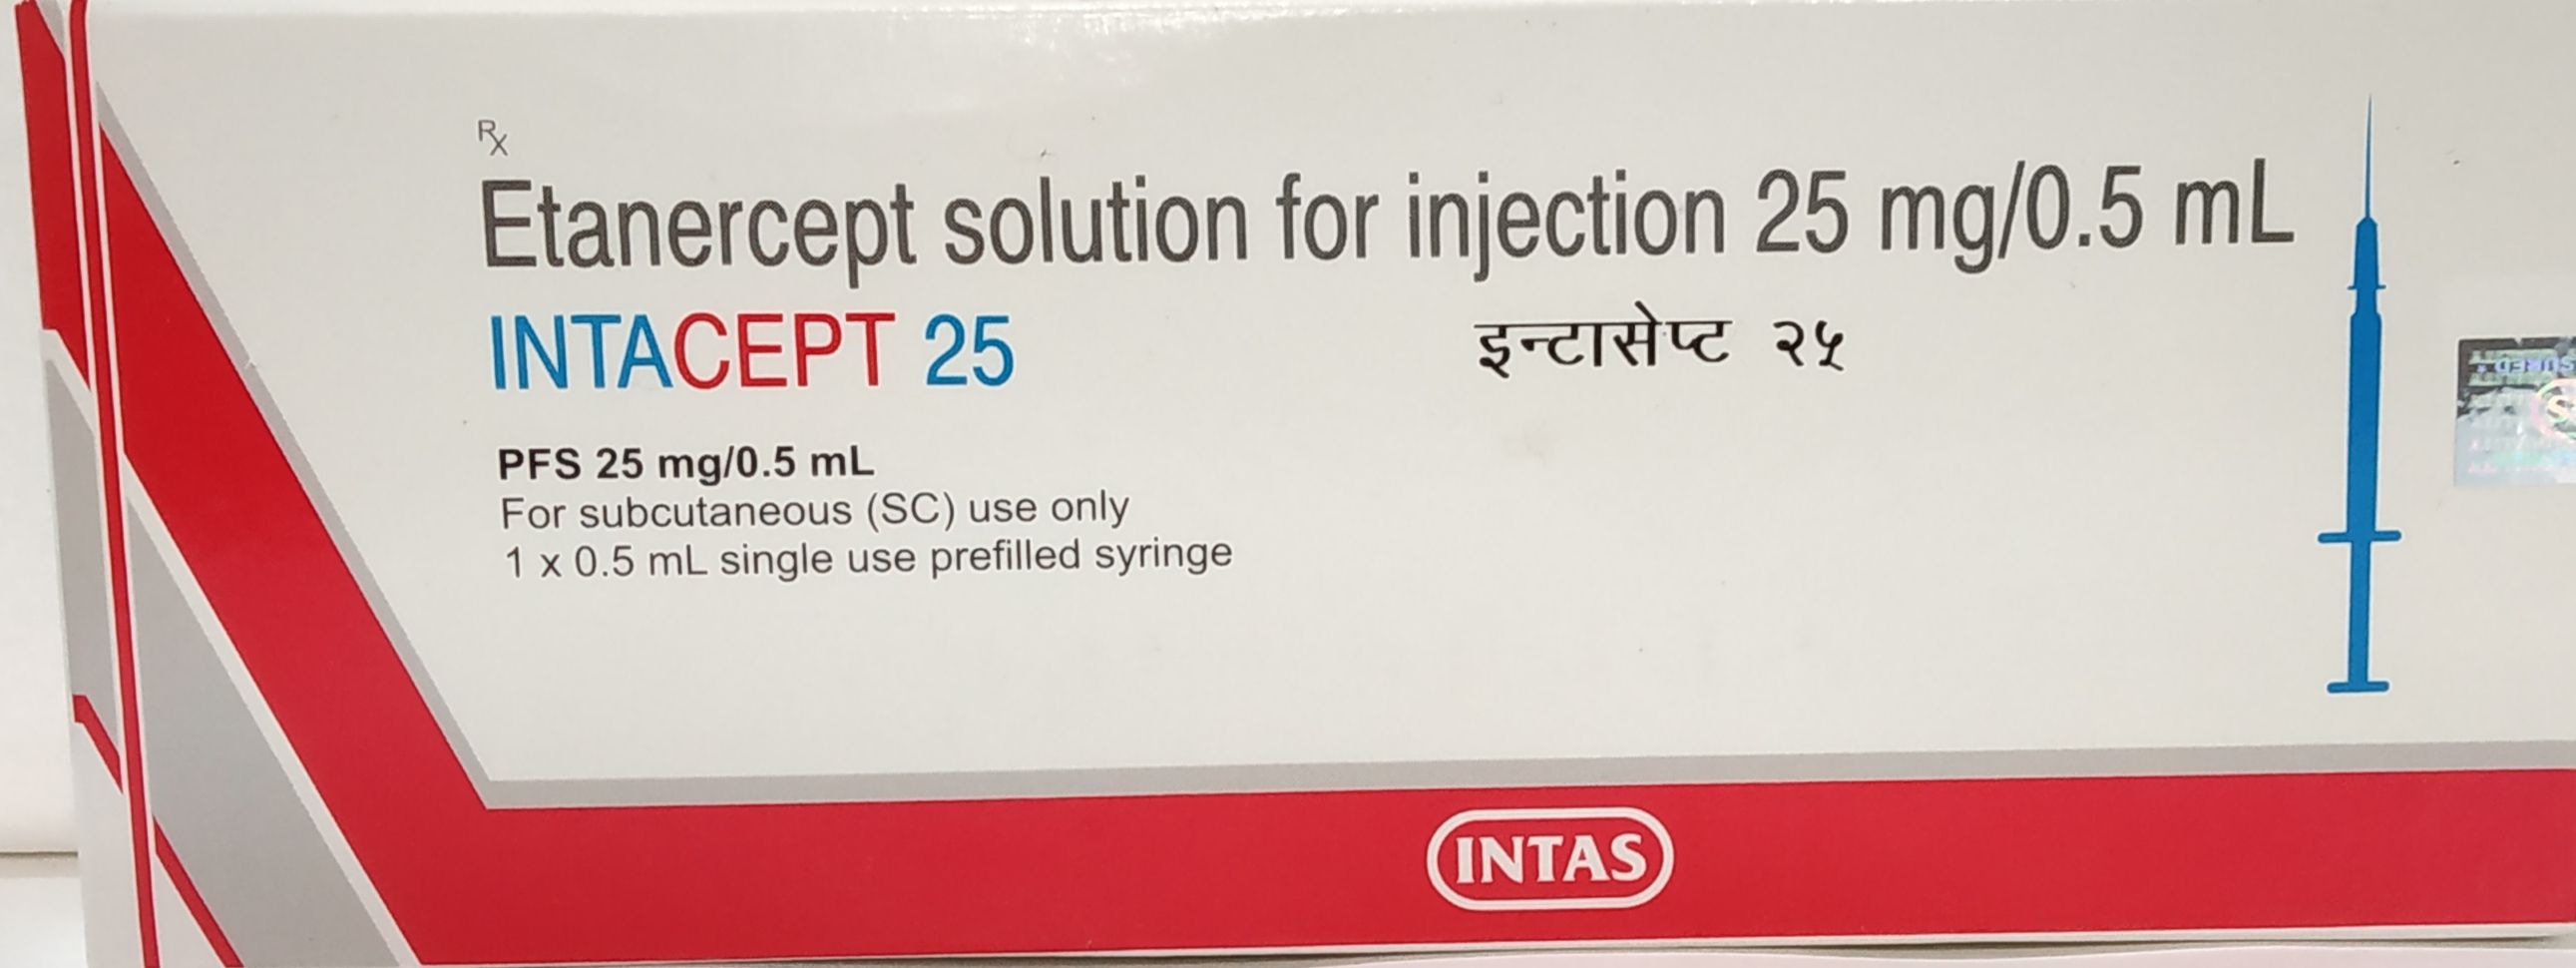 Rx
Etanercept solution for injection 25 mg/0.5 mL
INTACEPT 25
इन्टासेप्ट २५
PFS 25 mg/0.5 mL
For subcutaneous (SC) use only
1 x 0.5 mL single use prefilled syringe
INTAS